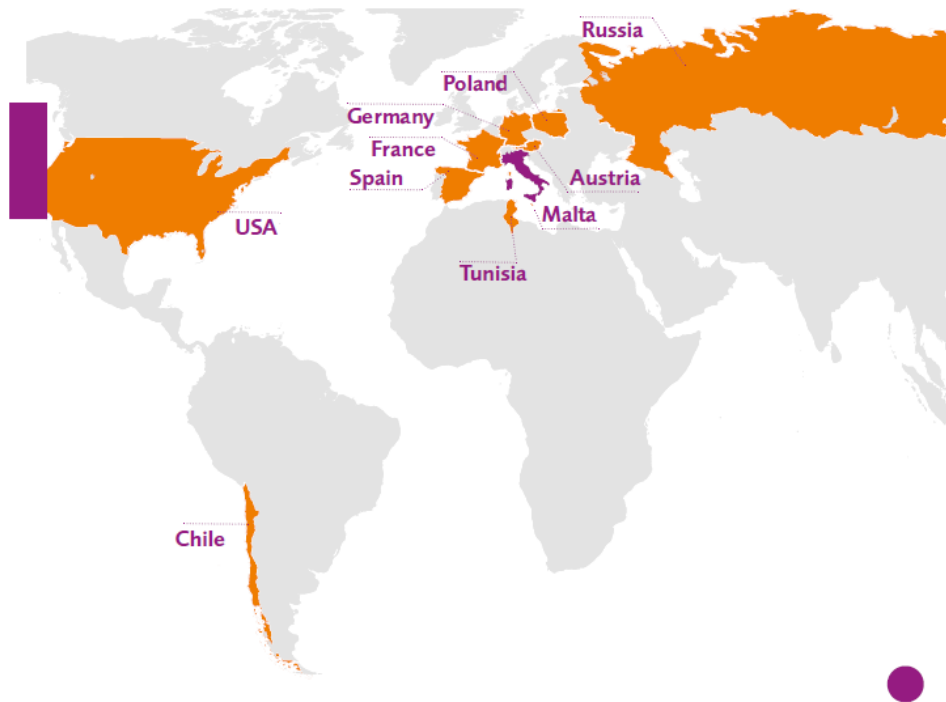 Russia
Poland
Germany
France
Spain
Austria
Malta
USA
Tunisia
Chile